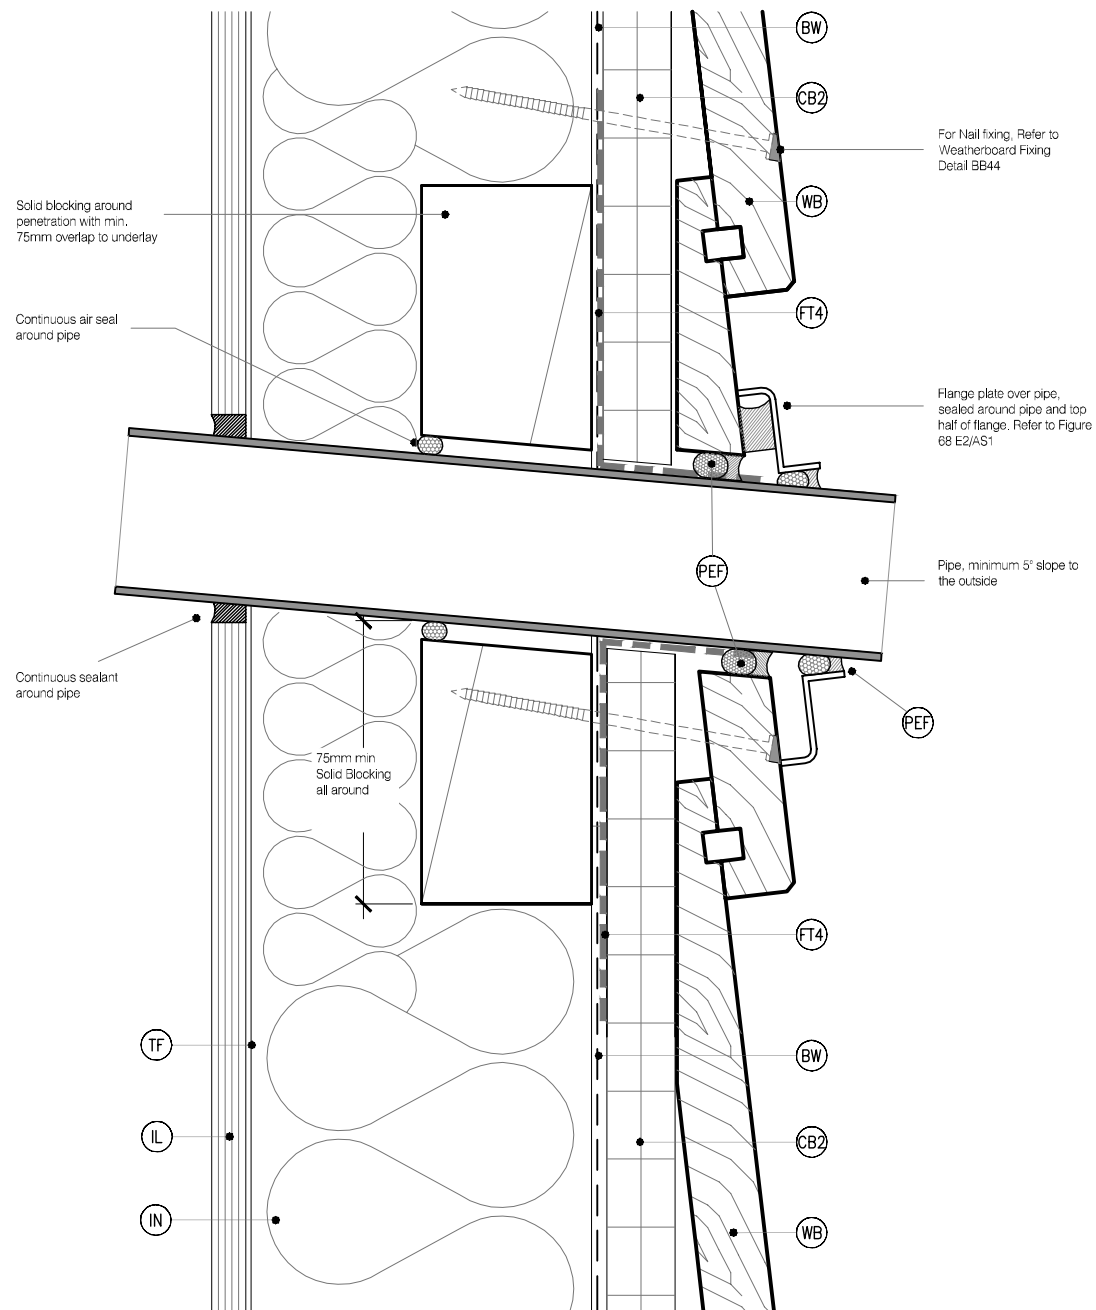 BW
CB2
For Nail fixing, Refer to
Weatherboard Fixing
Detail BB44
WB
Solid blocking around
penetration with min.
75mm overlap to underlay
Continuous air seal
around pipe
FT4
Flange plate over pipe,
sealed around pipe and top
half of flange. Refer to Figure
68 E2/AS1
PEF
Pipe, minimum 5° slope to
the outside
Continuous sealant
around pipe
PEF
75mm min
Solid Blocking
all around
FT4
TF
BW
IL
CB2
IN
WB